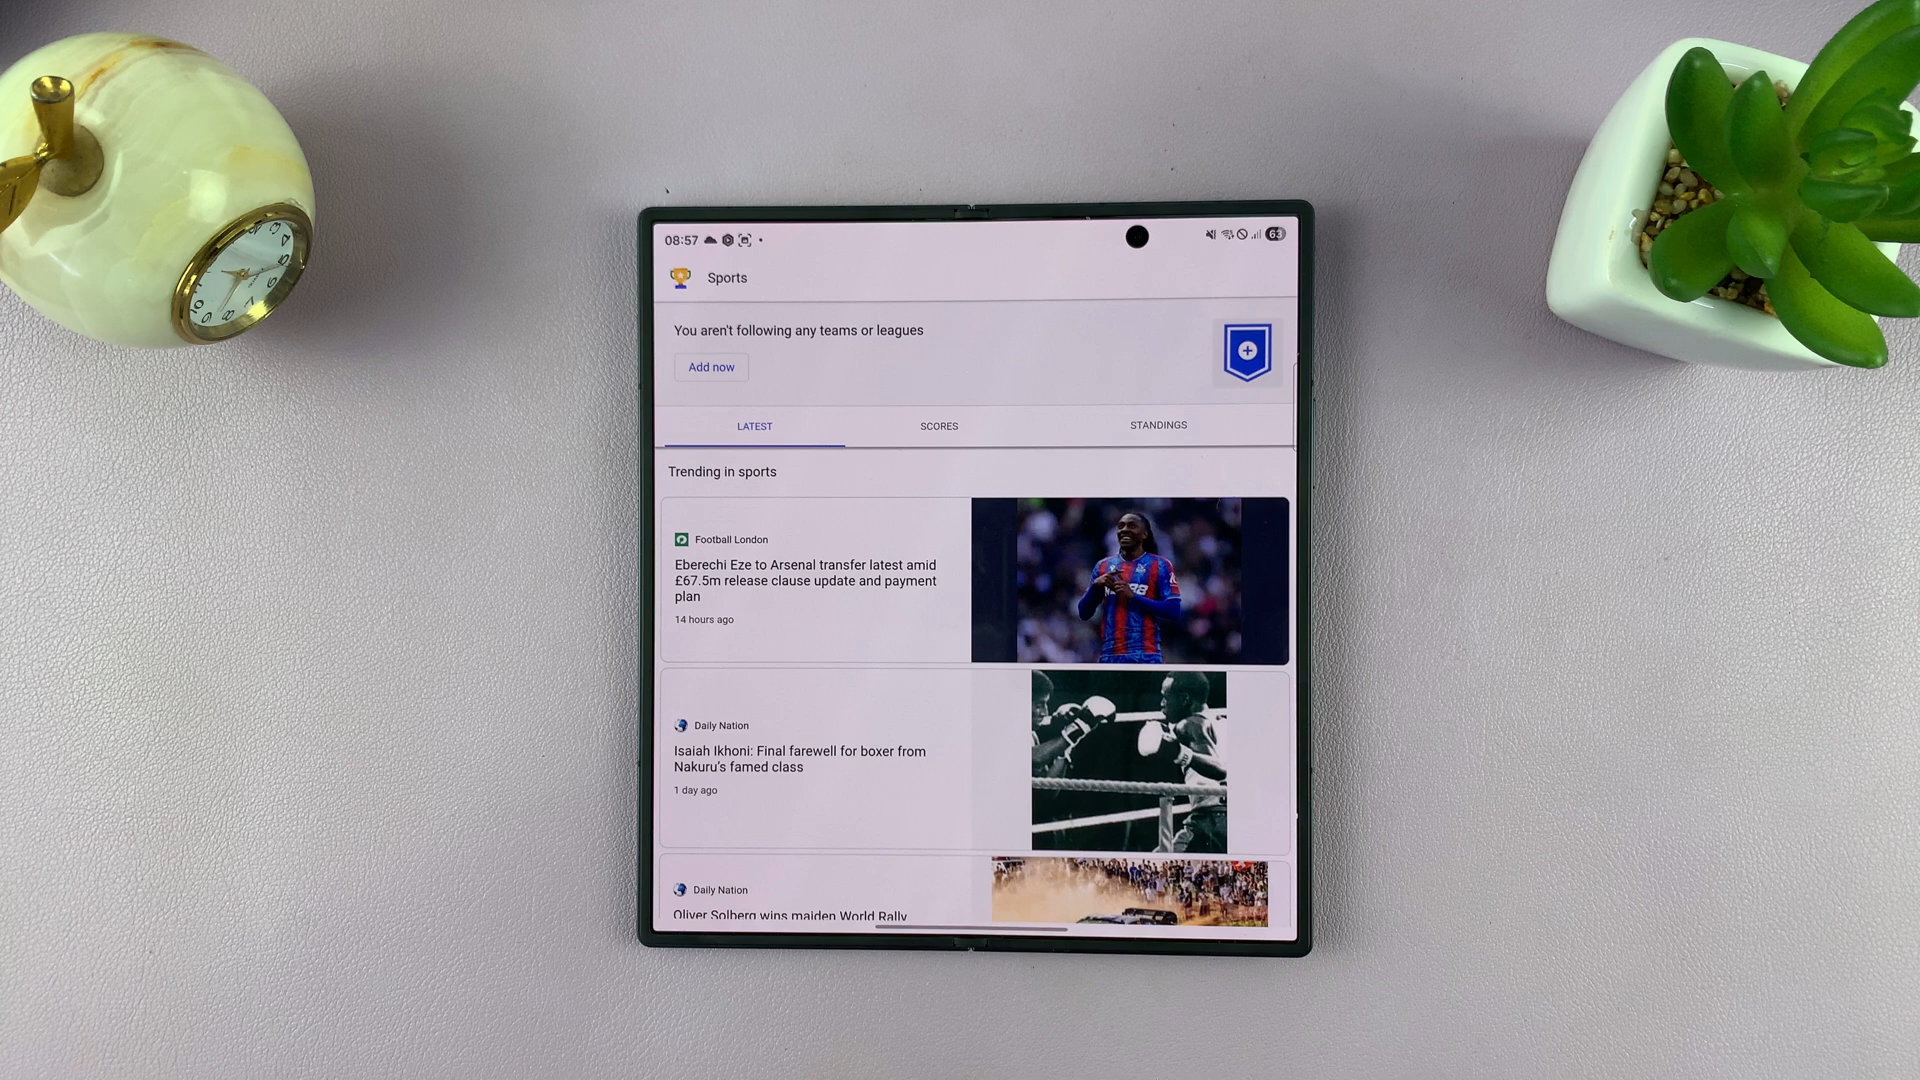 08:57
63
Sports
You aren't following any teams or leagues
Add now
LATEST SCORES STANDINGS
Trending in sports
Football London
Eberechi Eze to Arsenal transfer latest amid
£67.5m release clause update and payment
plan
14 hours ago
Daily Nation
Isaiah Ikhoni: Final farewell for boxer from
Nakuru's famed class
1 day ago
Daily Nation
Oliver Solberg wins maiden World Rally